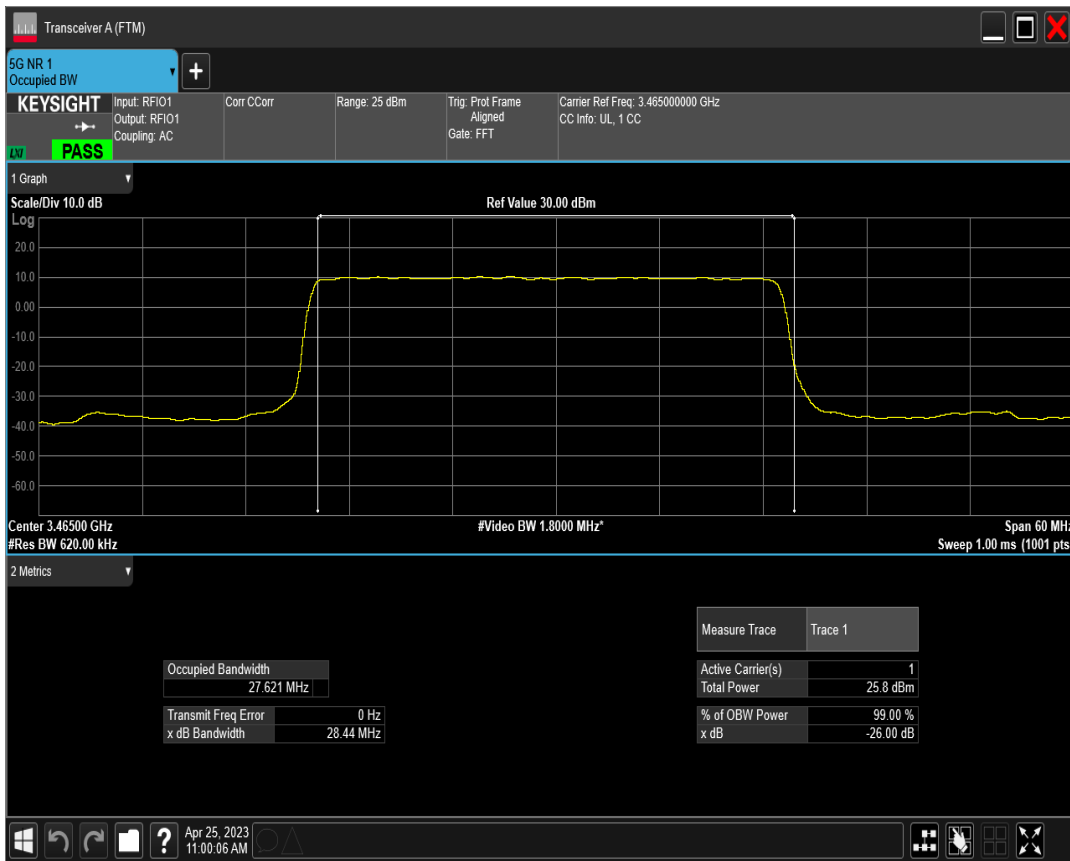 Transceiver A (FTM)
5G NR 1
Occupied BW
+
KEYSIGHT
LXI
PASS
Input: RFIO1
Output: RFIO1
Coupling: AC
Corr CCorr
Range: 25 dBm
Trig: Prot Frame
Aligned
Gate: FFT
Carrier Ref Freq: 3.465000000 GHz
CC Info: UL, 1 CC
1 Graph
Scale/Div 10.0 dB
Ref Value 30.00 dBm
Log
20.0
10.0
0.00
-10.0
-20.0
-30.0
-40.0
-50.0
-60.0
Center 3.46500 GHz
#Video BW 1.8000 MHz*
Span 60 MHz
#Res BW 620.00 kHz
Sweep 1.00 ms (1001 pts
2 Metrics
Measure Trace Trace 1
Occupied Bandwidth
27.621 MHz
Active Carrier(s) 1
Total Power 25.8 dBm
Transmit Freq Error 0 Hz
x dB Bandwidth 28.44 MHz
% of OBW Power 99.00 %
x dB -26.00 dB
?
Apr 25, 2023
11:00:06 AM